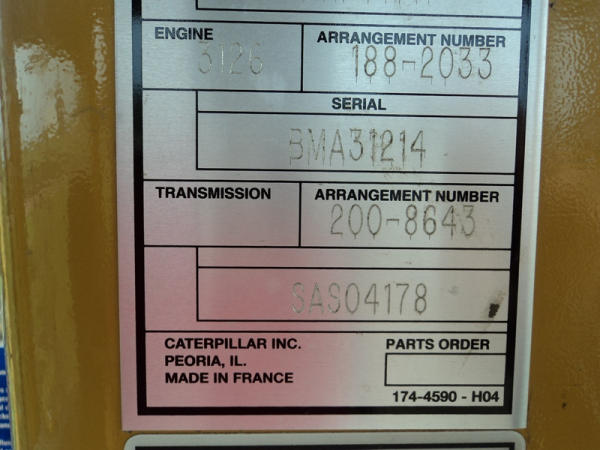 ENGINE
3126
ARRANGEMENT NUMBER
188-2033
SERIAL
BMA31214
TRANSMISSION
ARRANGEMENT NUMBER
200-8643
SAS04178
CATERPILLAR INC.
PEORIA, IL.
MADE IN FRANCE
PARTS ORDER
174-4590 - H04